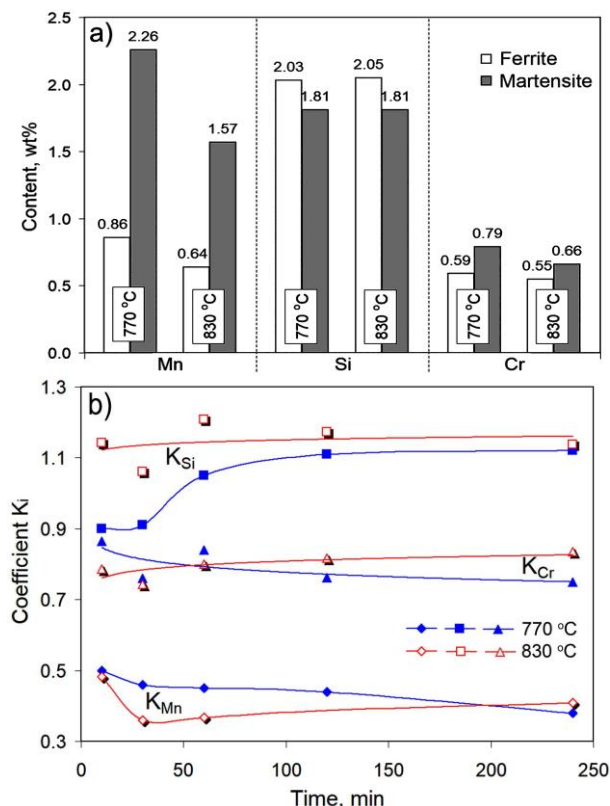 a)
Content, wt%
2.5
2.0
1.5
1.0
0.5
0.0
Ferrite
Martensite
0.86
2.26
0.64
1.57
2.03
1.81
2.05
1.81
0.59
0.79
0.55
0.66
770 °C
830 °C
770 °C
830 °C
770 °C
830 °C
Mn
Si
Cr
b)
Coefficient Ki
1.3
1.1
0.9
0.7
0.5
0.3
KSi
KCr
KMn
770 °C
830 °C
0
50
100
150
200
250
Time, min